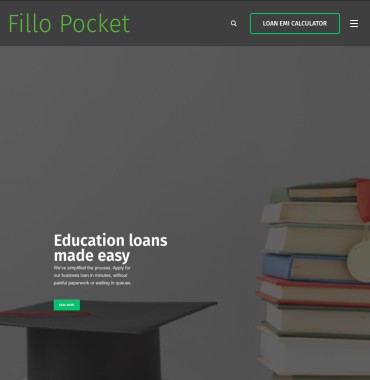 Fillo Pocket
LOAN EMI CALCULATOR
Education loans
made easy
We've simplified the process. Apply for
our business loan in minutes, without
painful paperwork or waiting in queues.
READ MORE